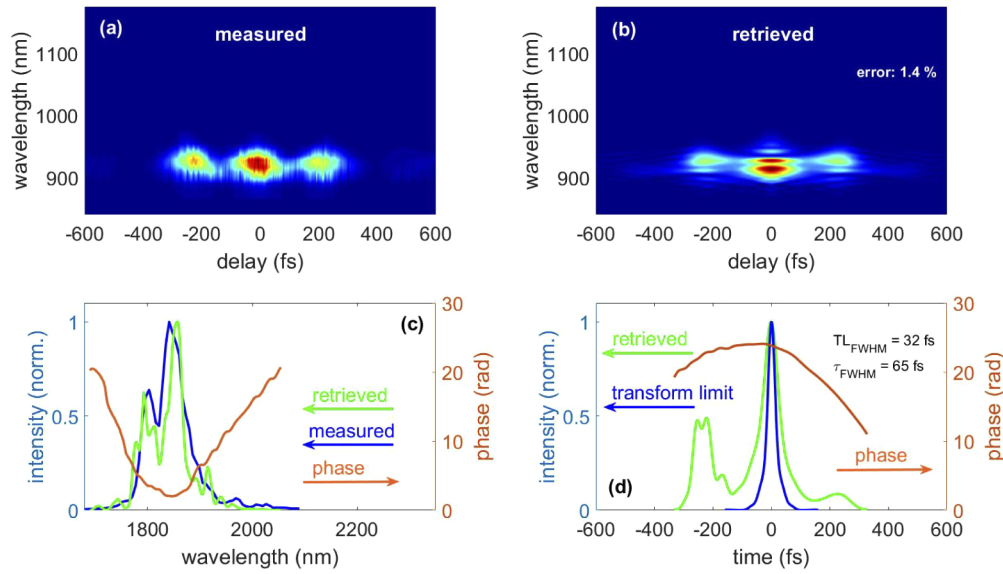 (a)
measured
wavelength (nm)
1100
1000
900
-600 -400 -200 0 200 400 600
delay (fs)
(b)
retrieved
error: 1.4 %
wavelength (nm)
1100
1000
900
-600 -400 -200 0 200 400 600
delay (fs)
(c)
intensity (norm.)
1
0.5
0
30
20
10
0
phase (rad)
retrieved
measured
phase
1800 2000 2200
wavelength (nm)
(d)
intensity (norm.)
1
0.5
0
30
20
10
0
phase (rad)
retrieved
transform limit
TL_FWHM = 32 fs
τ_FWHM = 65 fs
phase
-600 -400 -200 0 200 400 600
time (fs)